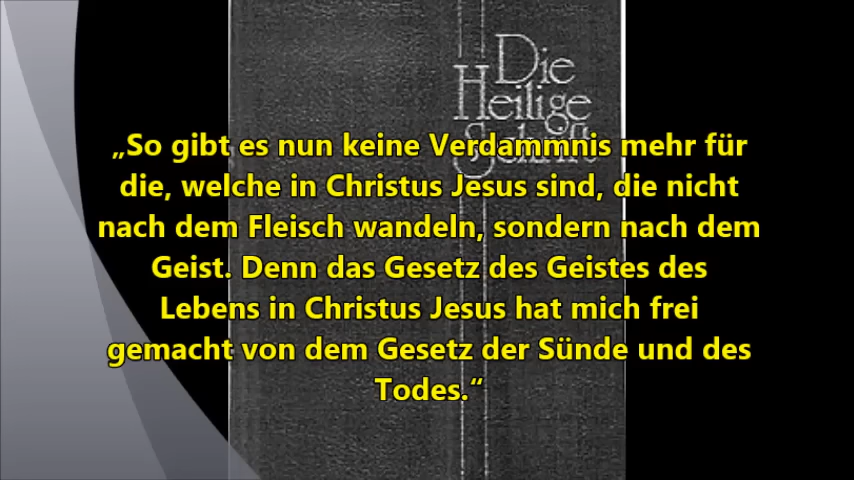 Die
Heilige
Schrift
„So gibt es nun keine Verdammnis mehr für
die, welche in Christus Jesus sind, die nicht
nach dem Fleisch wandeln, sondern nach dem
Geist. Denn das Gesetz des Geistes des
Lebens in Christus Jesus hat mich frei
gemacht von dem Gesetz der Sünde und des
Todes.“